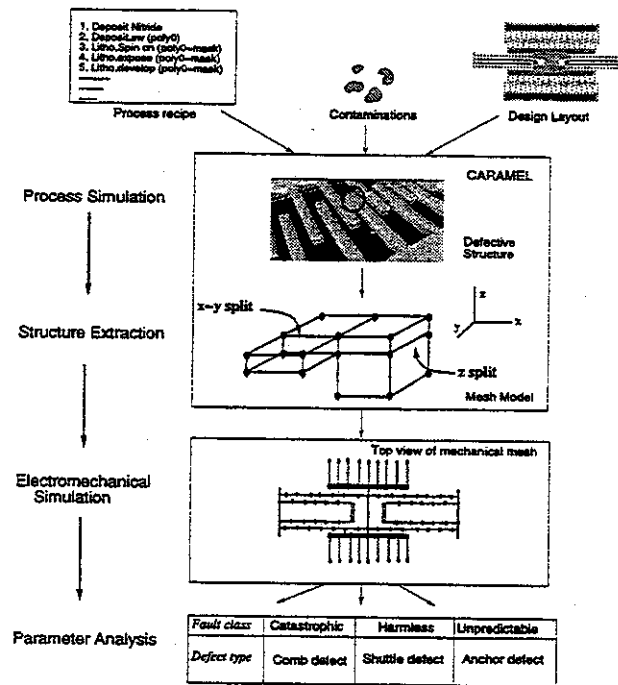 1. Deposit Nitride
2. DepositLaw (poly0)
3. Litho.Spin on (poly0-mask)
4. Litho.expose (poly0-mask)
5. Litho.develop (poly0-mask)
Process recipe
Contaminations
Design Layout
Process Simulation
CARAMEL
Defective
Structure
x-y split
z
y
x
Structure Extraction
z split
Mesh Model
Top view of mechanical mesh
Electromechanical
Simulation
Parameter Analysis
Fault class Catastrophic Harmless Unpredictable
Defect type Comb defect Shuttle defect Anchor defect